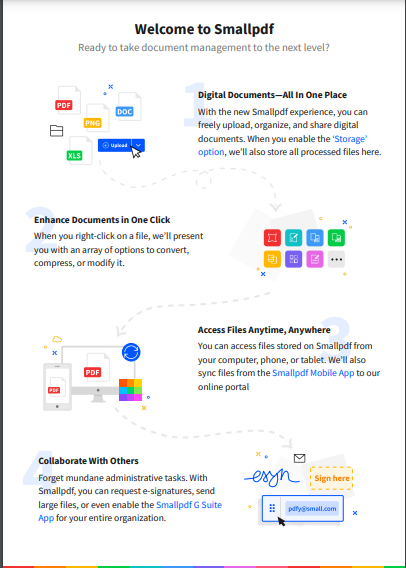 Welcome to Smallpdf
Ready to take document management to the next level?
PDF
DOC
PNG
XLS
Upload
1
Digital Documents—All In One Place
With the new Smallpdf experience, you can
freely upload, organize, and share digital
documents. When you enable the ‘Storage’
option, we’ll also store all processed files here.
2
Enhance Documents in One Click
When you right-click on a file, we’ll present
you with an array of options to convert,
compress, or modify it.
3
Access Files Anytime, Anywhere
You can access files stored on Smallpdf from
your computer, phone, or tablet. We’ll also
sync files from the Smallpdf Mobile App to our
online portal
PDF
PDF
4
Collaborate With Others
Forget mundane administrative tasks. With
Smallpdf, you can request e-signatures, send
large files, or even enable the Smallpdf G Suite
App for your entire organization.
esyn
Sign here
pdfy@small.com